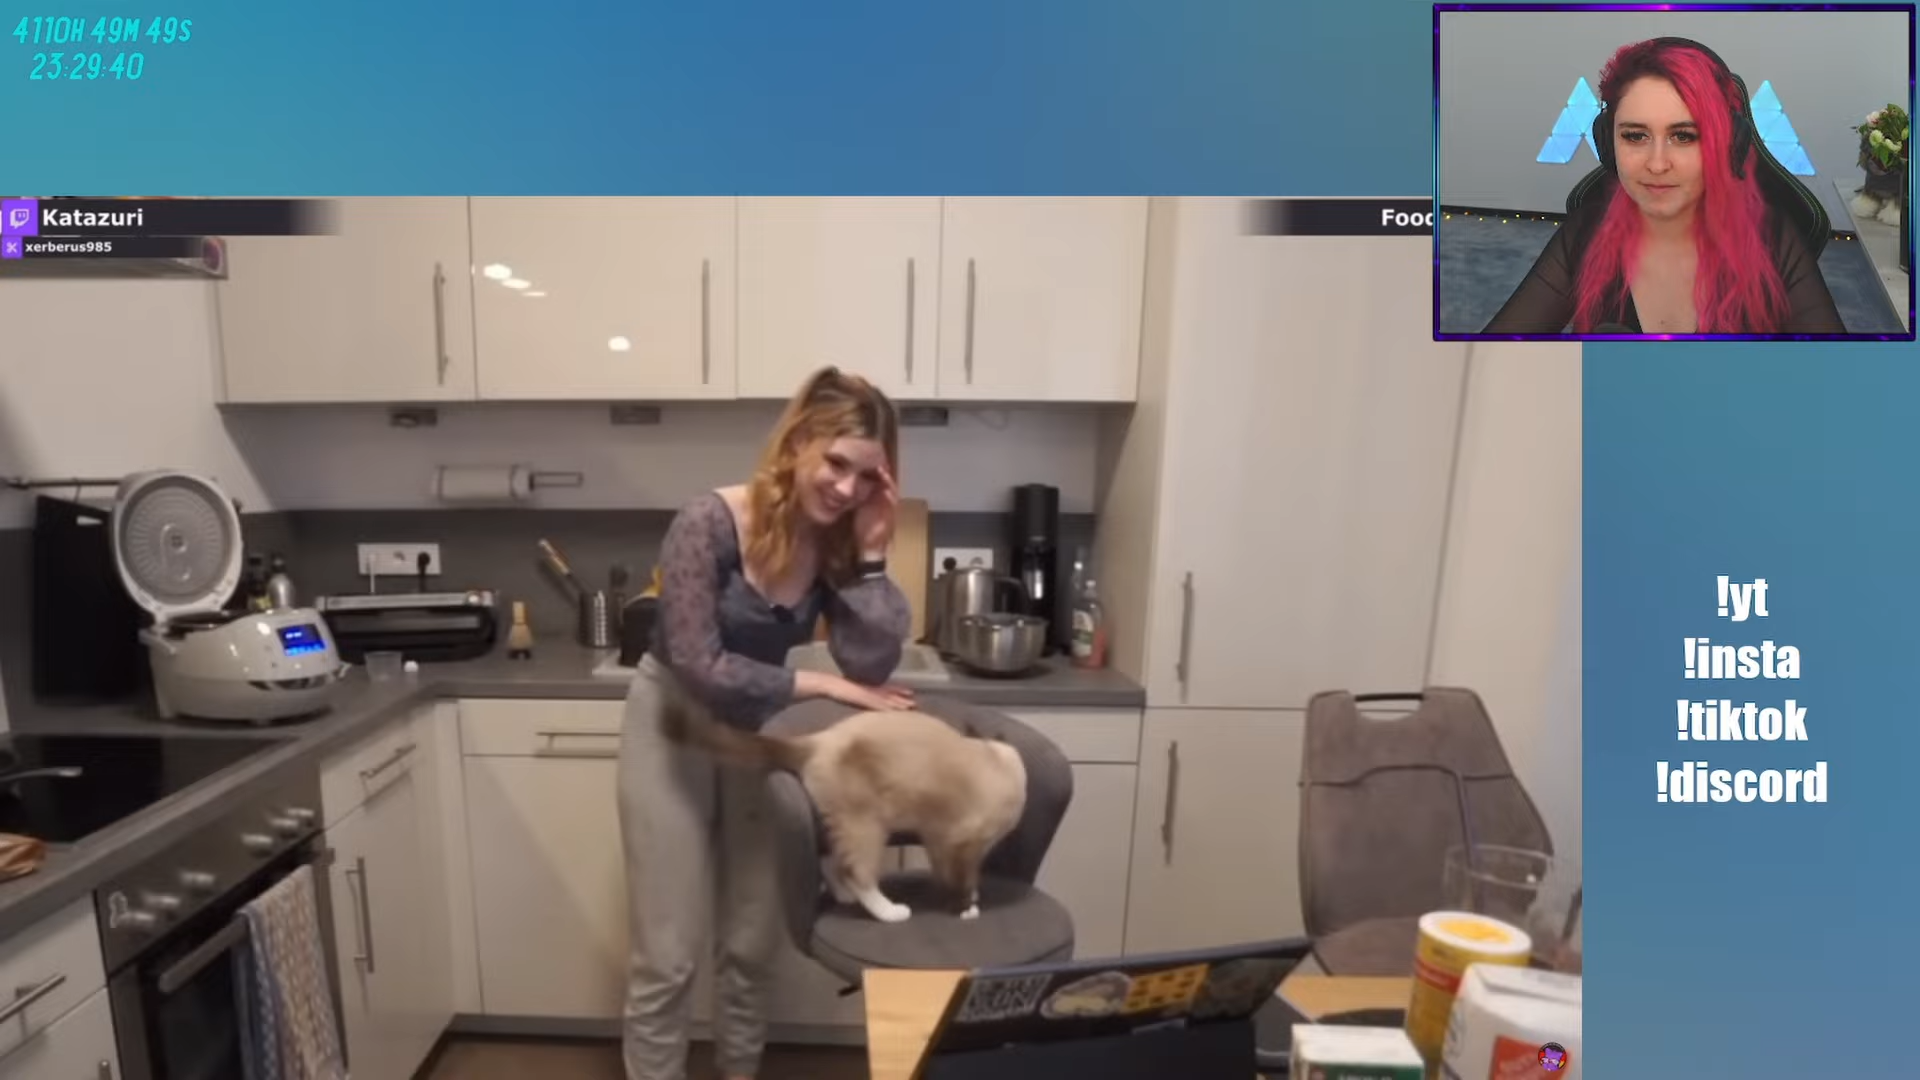 4110H 49M 49S
23:29:40
Katazuri
xerberus985
Food
!yt
!insta
!tiktok
!discord